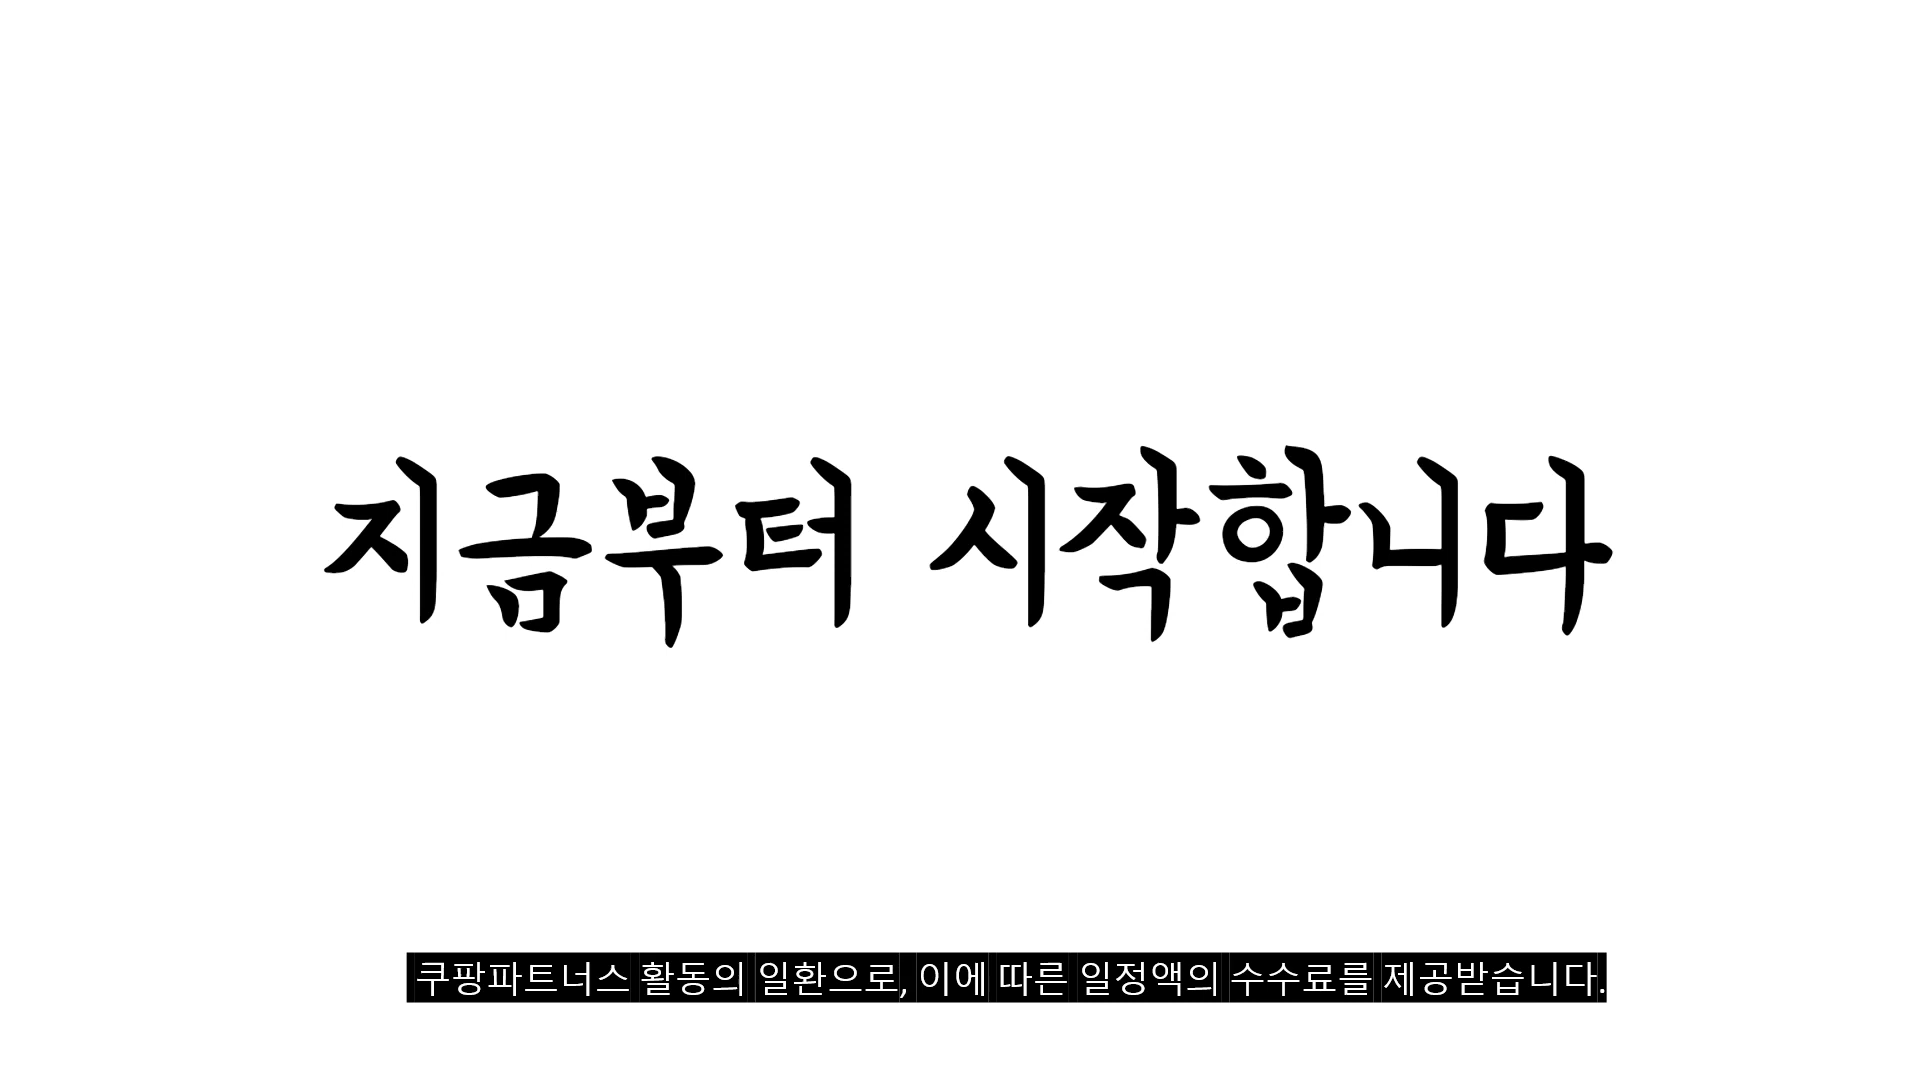 지금부터 시작합니다
쿠팡파트너스 활동의 일환으로, 이에 따른 일정액의 수수료를 제공받습니다.